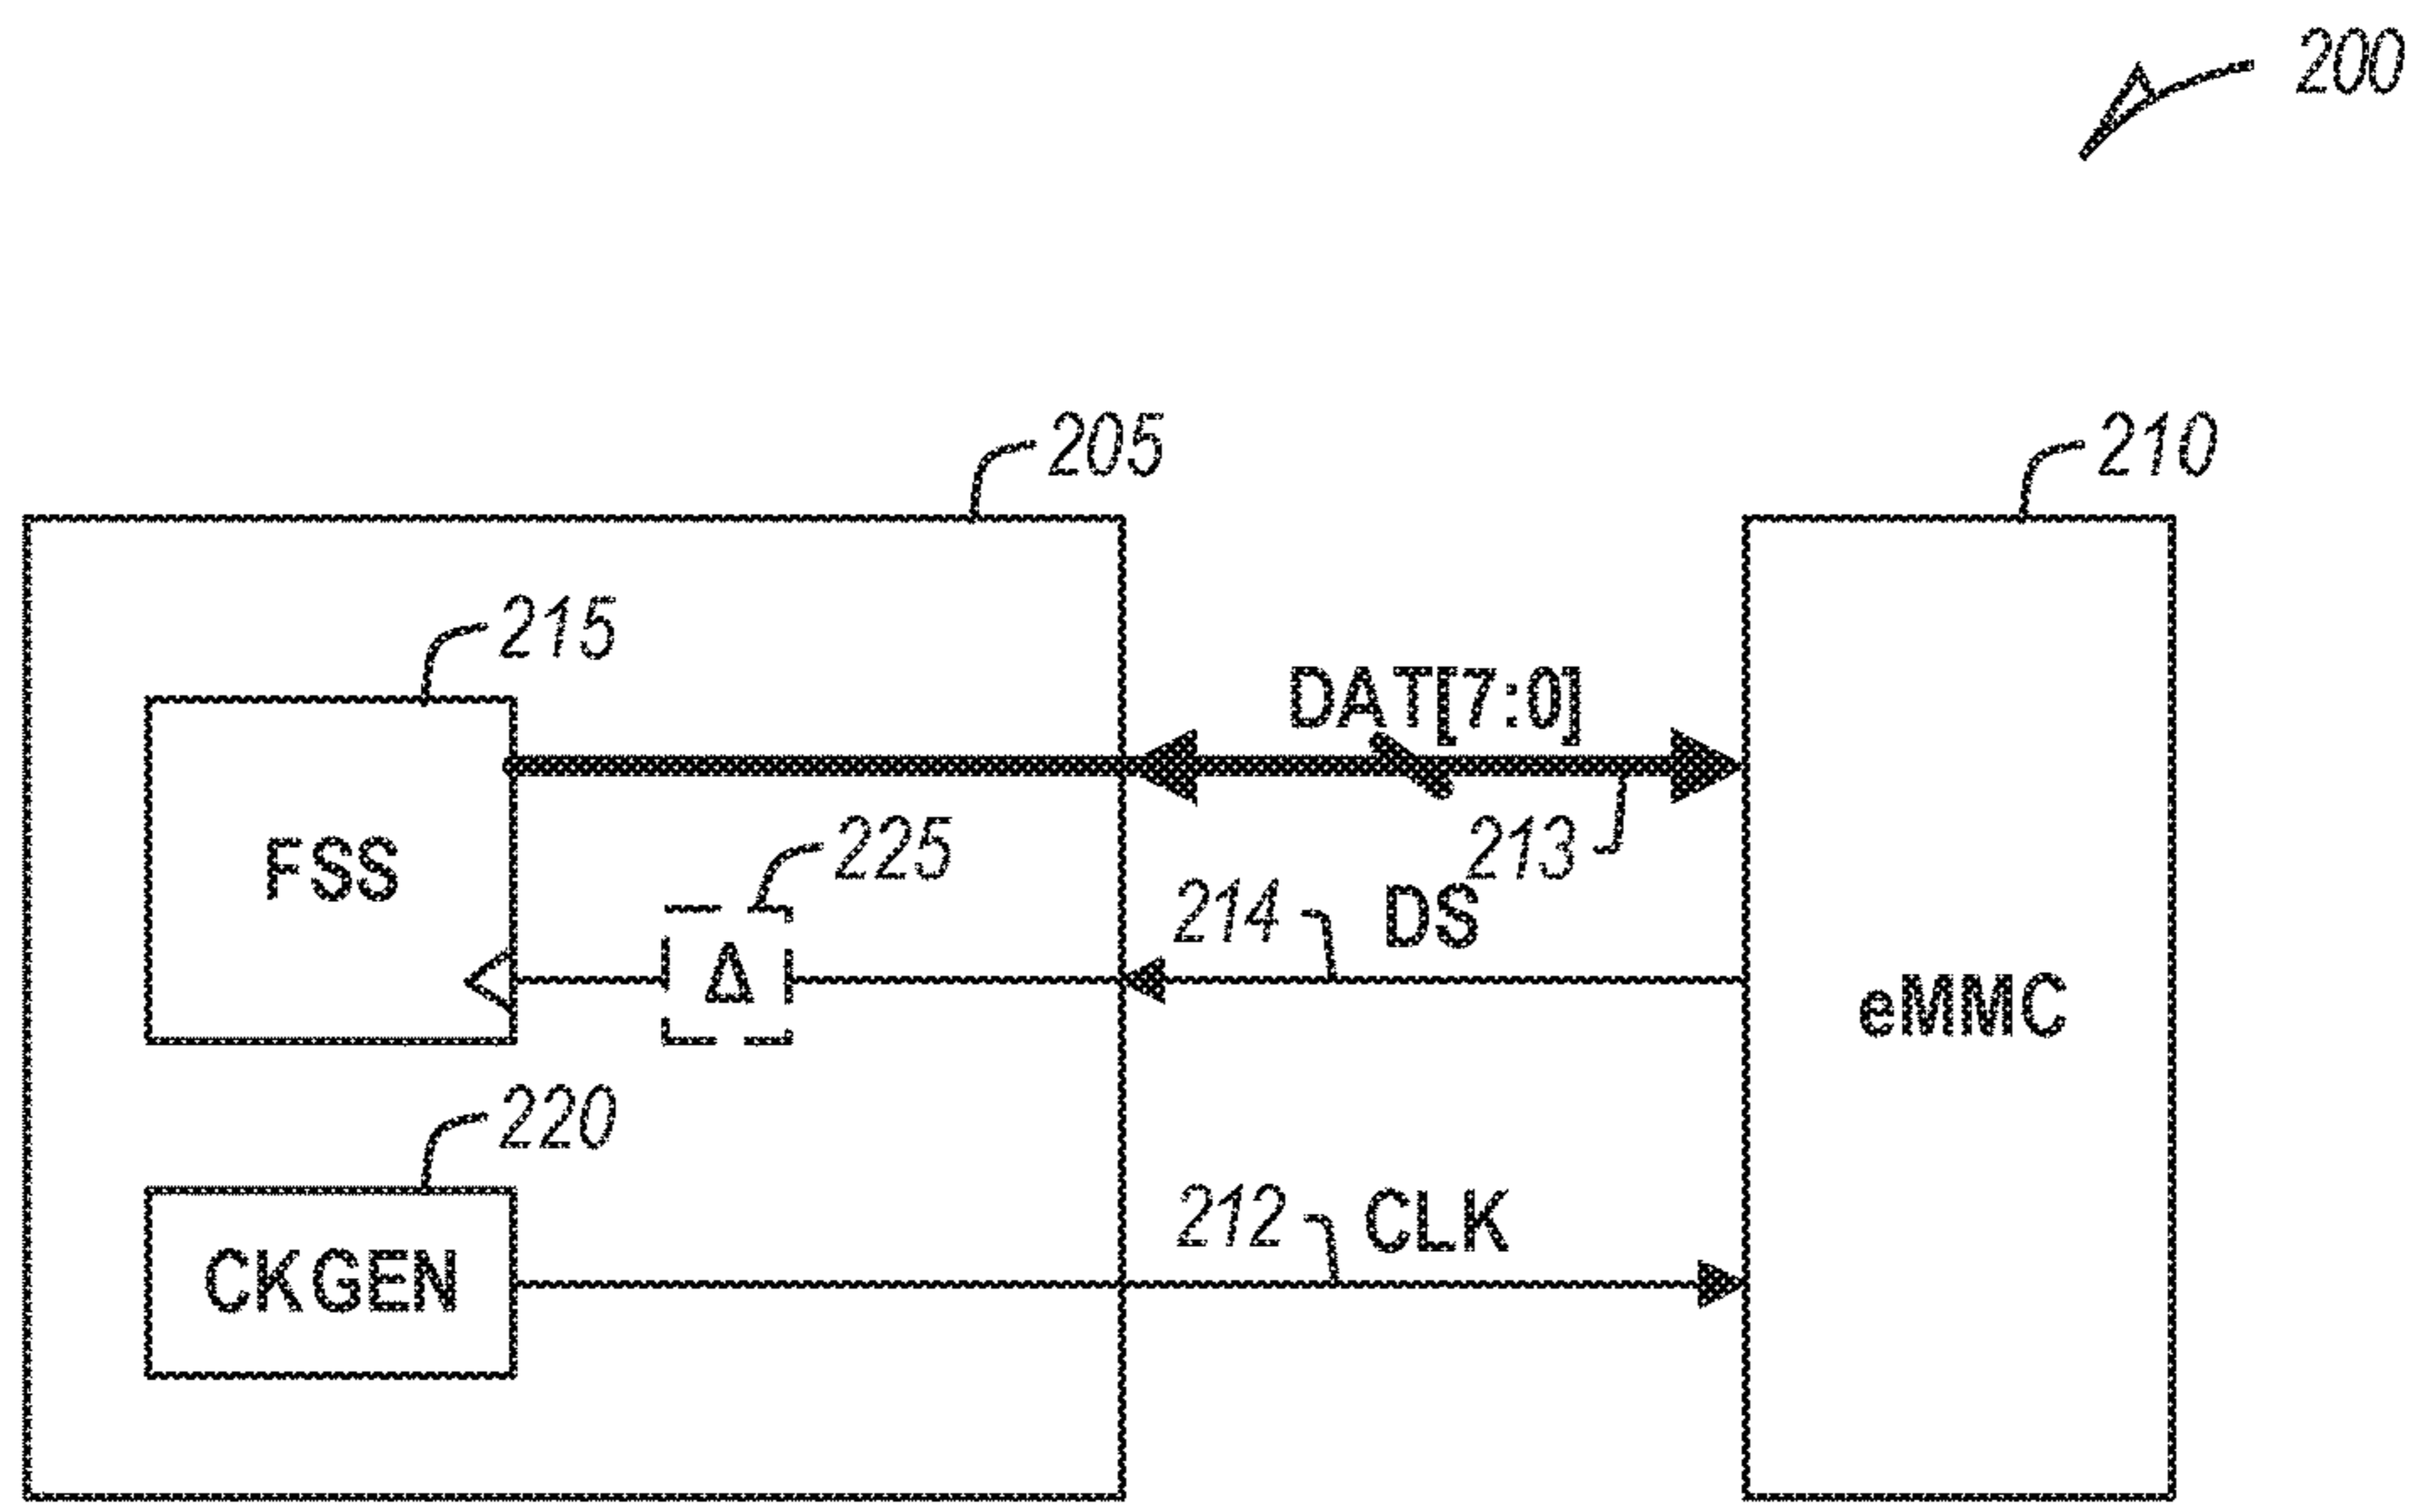 200
205
210
215
DAT[7:0]
213
225
FSS
214
DS
Δ
eMMC
220
212
CLK
CKGEN